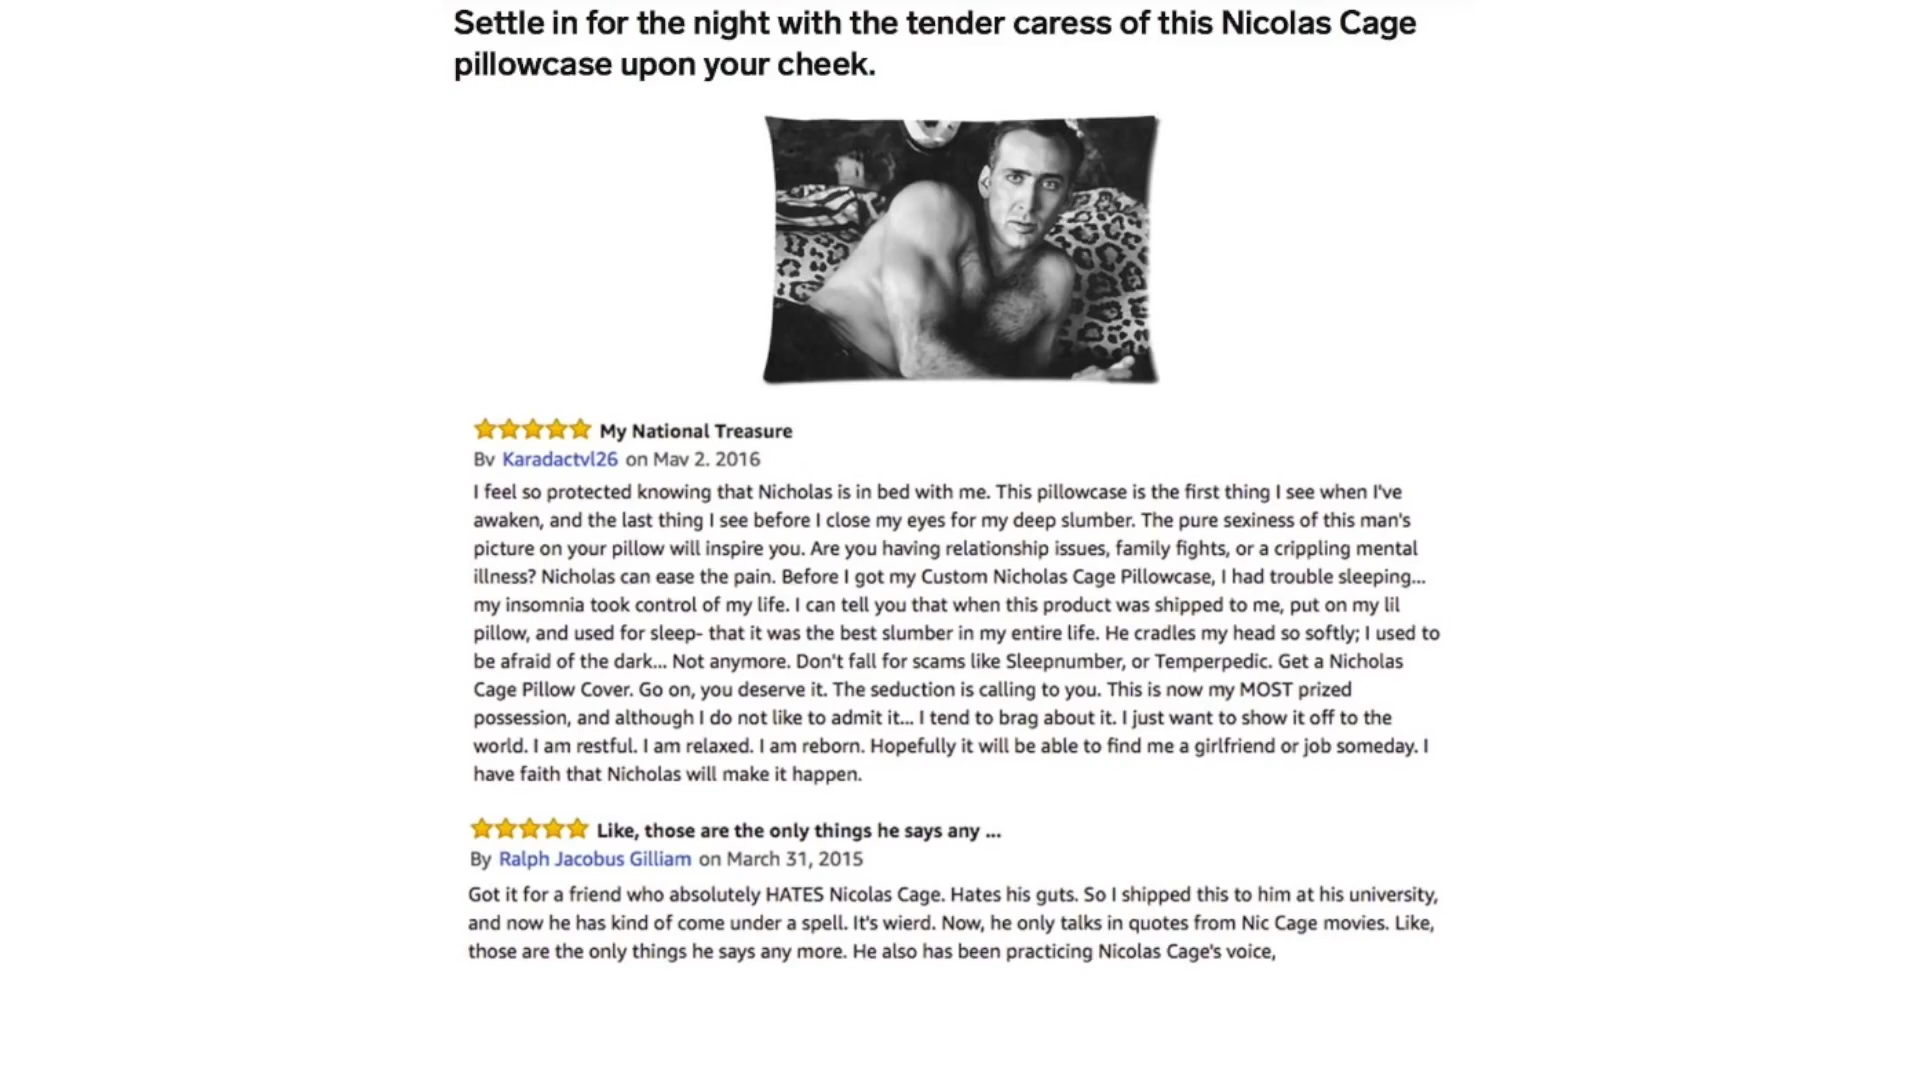 Settle in for the night with the tender caress of this Nicolas Cage
pillowcase upon your cheek.
My National Treasure
By Karadactyl26 on May 2, 2016
I feel so protected knowing that Nicholas is in bed with me. This pillowcase is the first thing I see when I've
awaken, and the last thing I see before I close my eyes for my deep slumber. The pure sexiness of this man's
picture on your pillow will inspire you. Are you having relationship issues, family fights, or a crippling mental
illness? Nicholas can ease the pain. Before I got my Custom Nicholas Cage Pillowcase, I had trouble sleeping...
my insomnia took control of my life. I can tell you that when this product was shipped to me, put on my lil
pillow, and used for sleep- that it was the best slumber in my entire life. He cradles my head so softly; I used to
be afraid of the dark... Not anymore. Don't fall for scams like Sleepnumber, or Temperpedic. Get a Nicholas
Cage Pillow Cover. Go on, you deserve it. The seduction is calling to you. This is now my MOST prized
possession, and although I do not like to admit it... I tend to brag about it. I just want to show it off to the
world. I am restful. I am relaxed. I am reborn. Hopefully it will be able to find me a girlfriend or job someday. I
have faith that Nicholas will make it happen.
Like, those are the only things he says any ...
By Ralph Jacobus Gilliam on March 31, 2015
Got it for a friend who absolutely HATES Nicolas Cage. Hates his guts. So I shipped this to him at his university,
and now he has kind of come under a spell. It's wierd. Now, he only talks in quotes from Nic Cage movies. Like,
those are the only things he says any more. He also has been practicing Nicolas Cage's voice,